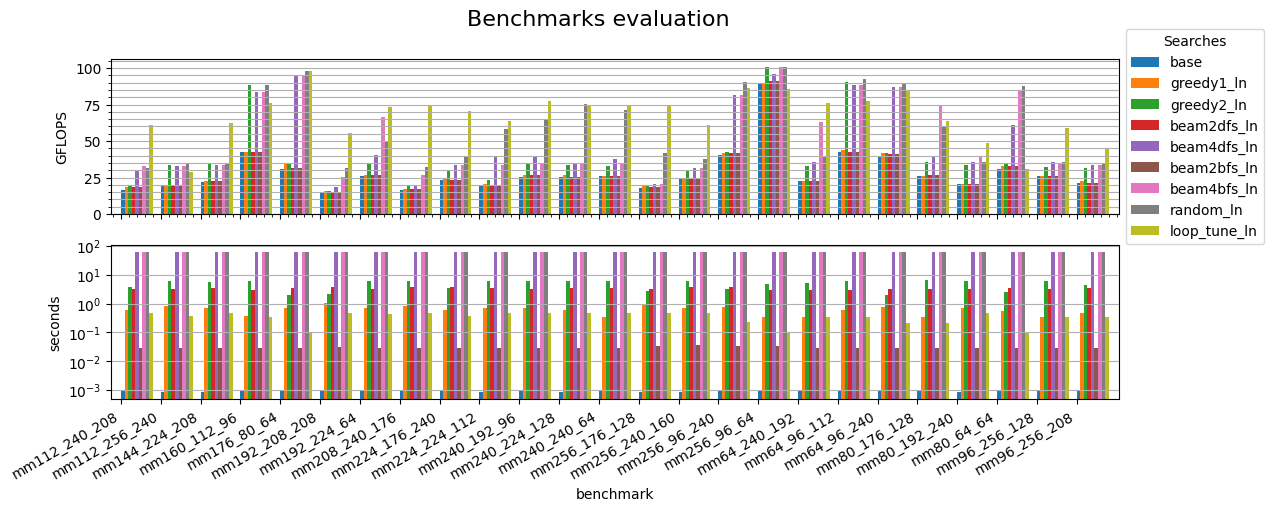 Benchmarks evaluation
GFLOPS
100
75
50
25
0
Searches
base
greedy1_ln
greedy2_ln
beam2dfs_ln
beam4dfs_ln
beam2bfs_ln
beam4bfs_ln
random_ln
loop_tune_ln
seconds
10²
10¹
10⁰
10⁻¹
10⁻²
10⁻³
mm112_240_208
mm112_256_240
mm144_224_208
mm160_112_96
mm176_80_64
mm192_208_208
mm192_224_64
mm208_240_176
mm224_176_240
mm224_224_112
mm240_192_96
mm240_224_128
mm240_240_64
mm256_176_128
mm256_240_160
mm256_96_240
mm256_96_64
mm64_240_192
mm64_96_112
mm64_96_240
mm80_176_128
mm80_192_240
mm80_64_64
mm96_256_128
mm96_256_208
benchmark